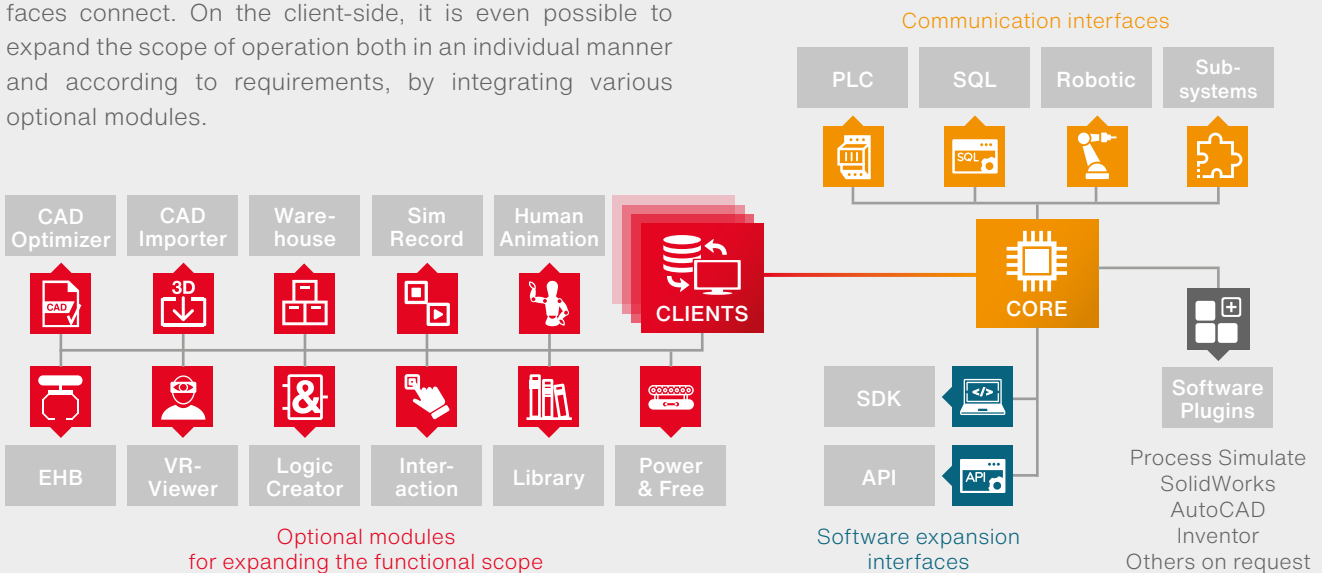 faces connect. On the client-side, it is even possible to
expand the scope of operation both in an individual manner
and according to requirements, by integrating various
optional modules.
Communication interfaces
PLC
SQL
Robotic
Sub-
systems
SQL
CAD
Optimizer
CAD
Importer
Ware-
house
Sim
Record
Human
Animation
CAD
3D
CLIENTS
CORE
&
SDK
</>
Software
Plugins
EHB
VR-
Viewer
Logic
Creator
Inter-
action
Library
Power
& Free
API
API
Process Simulate
SolidWorks
AutoCAD
Inventor
Others on request
Optional modules
for expanding the functional scope
Software expansion
interfaces